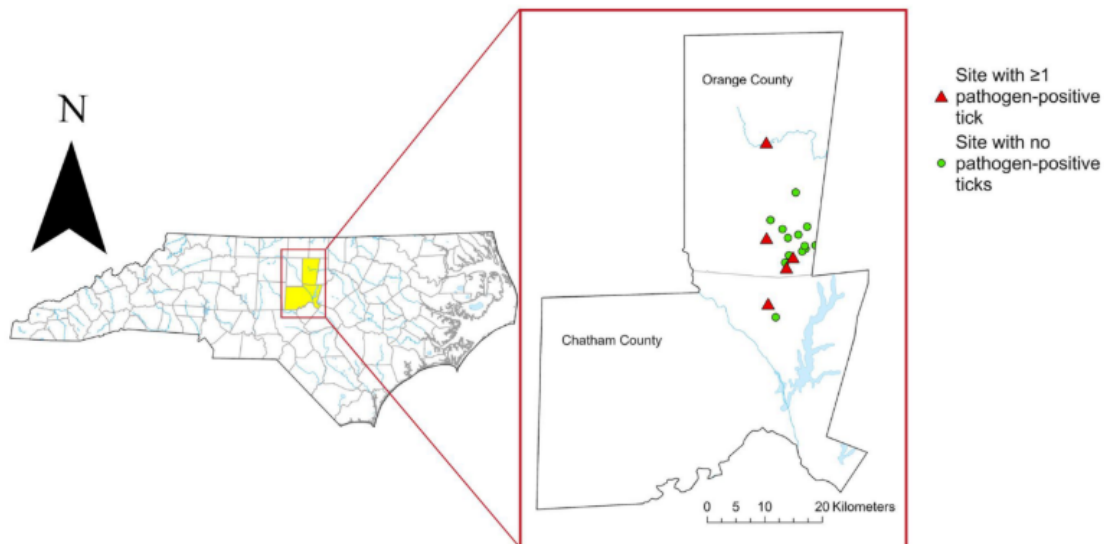 N
Orange County
Chatham County
0 5 10 20 Kilometers
Site with ≥1
pathogen-positive
tick
Site with no
pathogen-positive
ticks